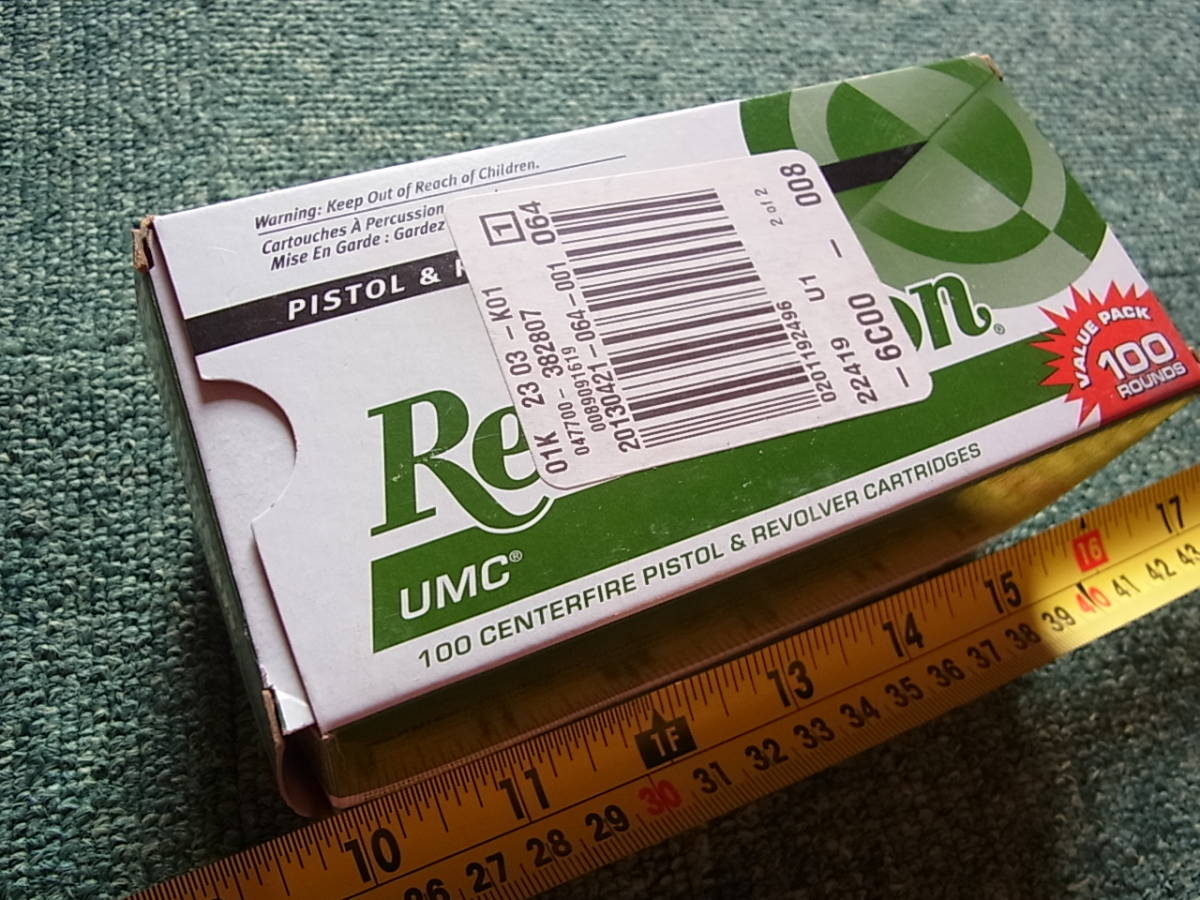 Warning: Keep Out of Reach of Children.
Cartouches À Percussion
Mise En Garde : Gardez
PISTOL &
Re
on®
UMC®
100 CENTERFIRE PISTOL & REVOLVER CARTRIDGES
VALUE PACK
100
ROUNDS
1
064
01K 23 03 - K01
047700 - 382807
0089091619
20130421-064-001
2 of 2
0201192496
22419 U1 - 008
- 6C00 -
10 11 1F 13 14 15 16 17
26 27 28 29 30 31 32 33 34 35 36 37 38 39 40 41 42 43